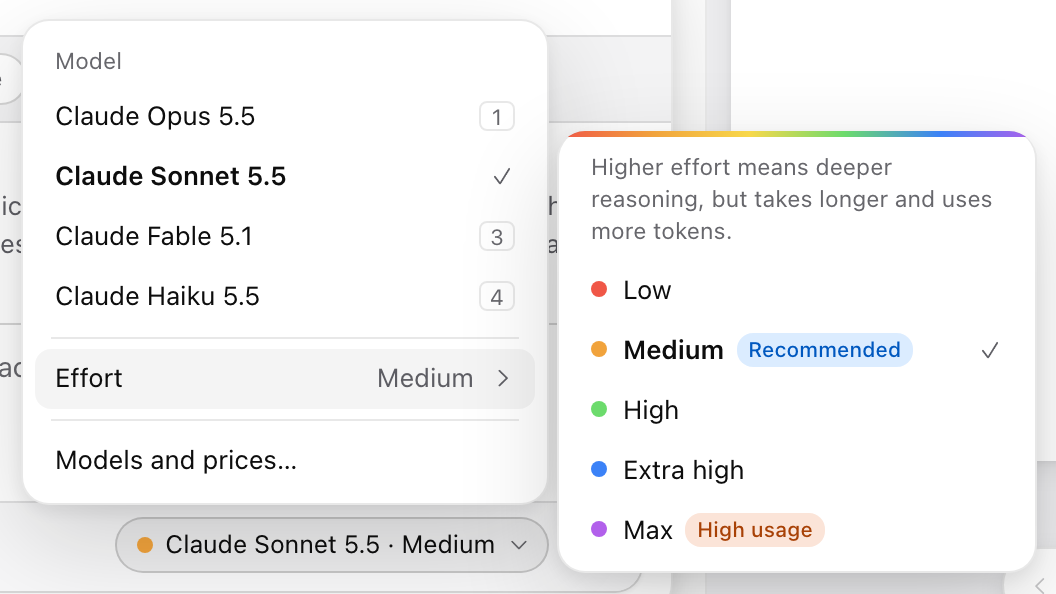 Model
Claude Opus 5.5
1
Claude Sonnet 5.5
Claude Fable 5.1
3
Claude Haiku 5.5
4
Effort
Medium
Models and prices...
Claude Sonnet 5.5 · Medium
Higher effort means deeper
reasoning, but takes longer and uses
more tokens.
Low
Medium
Recommended
High
Extra high
Max
High usage